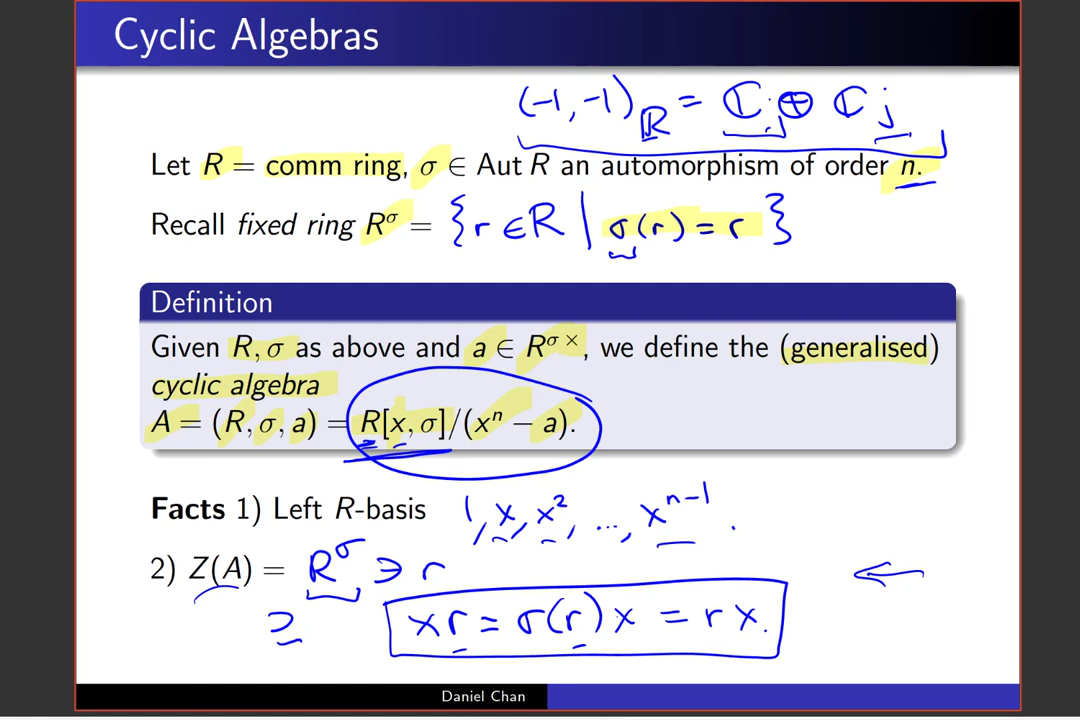 Cyclic Algebras
(-1, -1)ℝ = ℂ ⊕ ℂj
Let R = comm ring, σ ∈ Aut R an automorphism of order n.
Recall fixed ring R^σ = {r ∈ R | σ(r) = r}
Definition
Given R, σ as above and a ∈ R^σ ×, we define the (generalised)
cyclic algebra
A = (R, σ, a) = R[x, σ]/(x^n − a).
Facts 1) Left R-basis 1, x, x^2, ..., x^{n-1}.
2) Z(A) = R^σ ∋ r
⊇ xr = σ(r)x = rx.
Daniel Chan